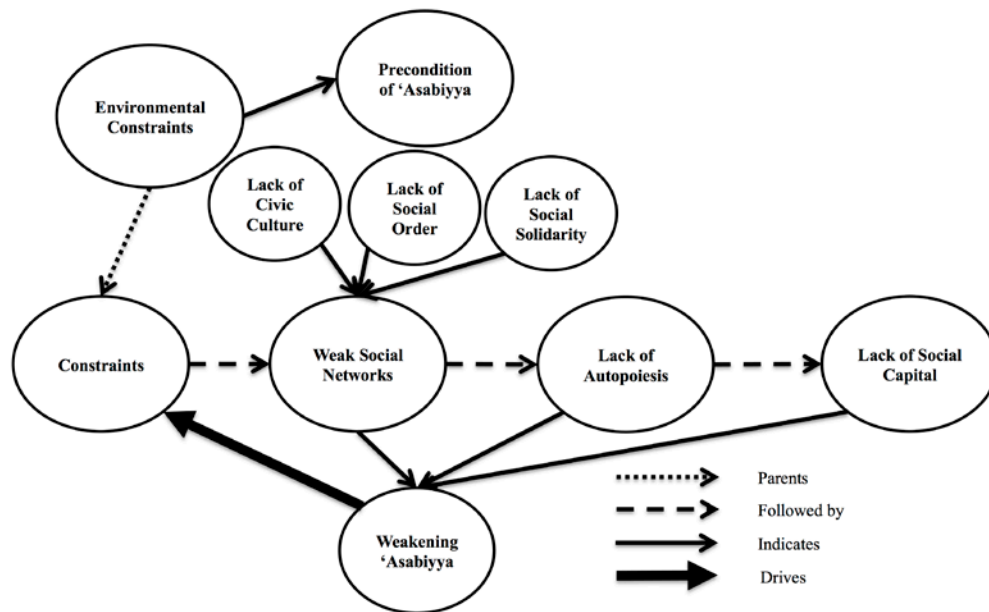 Precondition
of ‘Asabiyya
Environmental
Constraints
Lack of
Civic
Culture
Lack of
Social
Order
Lack of
Social
Solidarity
Constraints
Weak Social
Networks
Lack of
Autopoiesis
Lack of Social
Capital
Weakening
‘Asabiyya
Parents
Followed by
Indicates
Drives